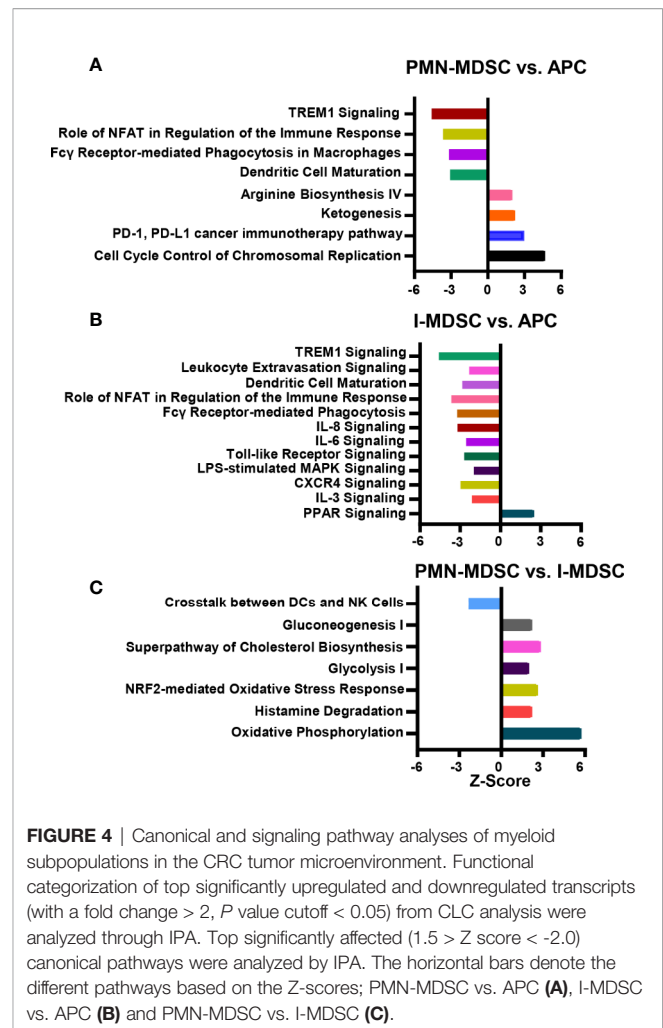 A
PMN-MDSC vs. APC
TREM1 Signaling
Role of NFAT in Regulation of the Immune Response
Fcγ Receptor-mediated Phagocytosis in Macrophages
Dendritic Cell Maturation
Arginine Biosynthesis IV
Ketogenesis
PD-1, PD-L1 cancer immunotherapy pathway
Cell Cycle Control of Chromosomal Replication
-6 -3 0 3 6
B
I-MDSC vs. APC
TREM1 Signaling
Leukocyte Extravasation Signaling
Dendritic Cell Maturation
Role of NFAT in Regulation of the Immune Response
Fcγ Receptor-mediated Phagocytosis
IL-8 Signaling
IL-6 Signaling
Toll-like Receptor Signaling
LPS-stimulated MAPK Signaling
CXCR4 Signaling
IL-3 Signaling
PPAR Signaling
-6 -3 0 3 6
PMN-MDSC vs. I-MDSC
C
Crosstalk between DCs and NK Cells
Gluconeogenesis I
Superpathway of Cholesterol Biosynthesis
Glycolysis I
NRF2-mediated Oxidative Stress Response
Histamine Degradation
Oxidative Phosphorylation
-6 -3 0 3 6
Z-Score
FIGURE 4 | Canonical and signaling pathway analyses of myeloid
subpopulations in the CRC tumor microenvironment. Functional
categorization of top significantly upregulated and downregulated transcripts
(with a fold change > 2, P value cutoff < 0.05) from CLC analysis were
analyzed through IPA. Top significantly affected (1.5 > Z score < -2.0)
canonical pathways were analyzed by IPA. The horizontal bars denote the
different pathways based on the Z-scores; PMN-MDSC vs. APC (A), I-MDSC
vs. APC (B) and PMN-MDSC vs. I-MDSC (C).